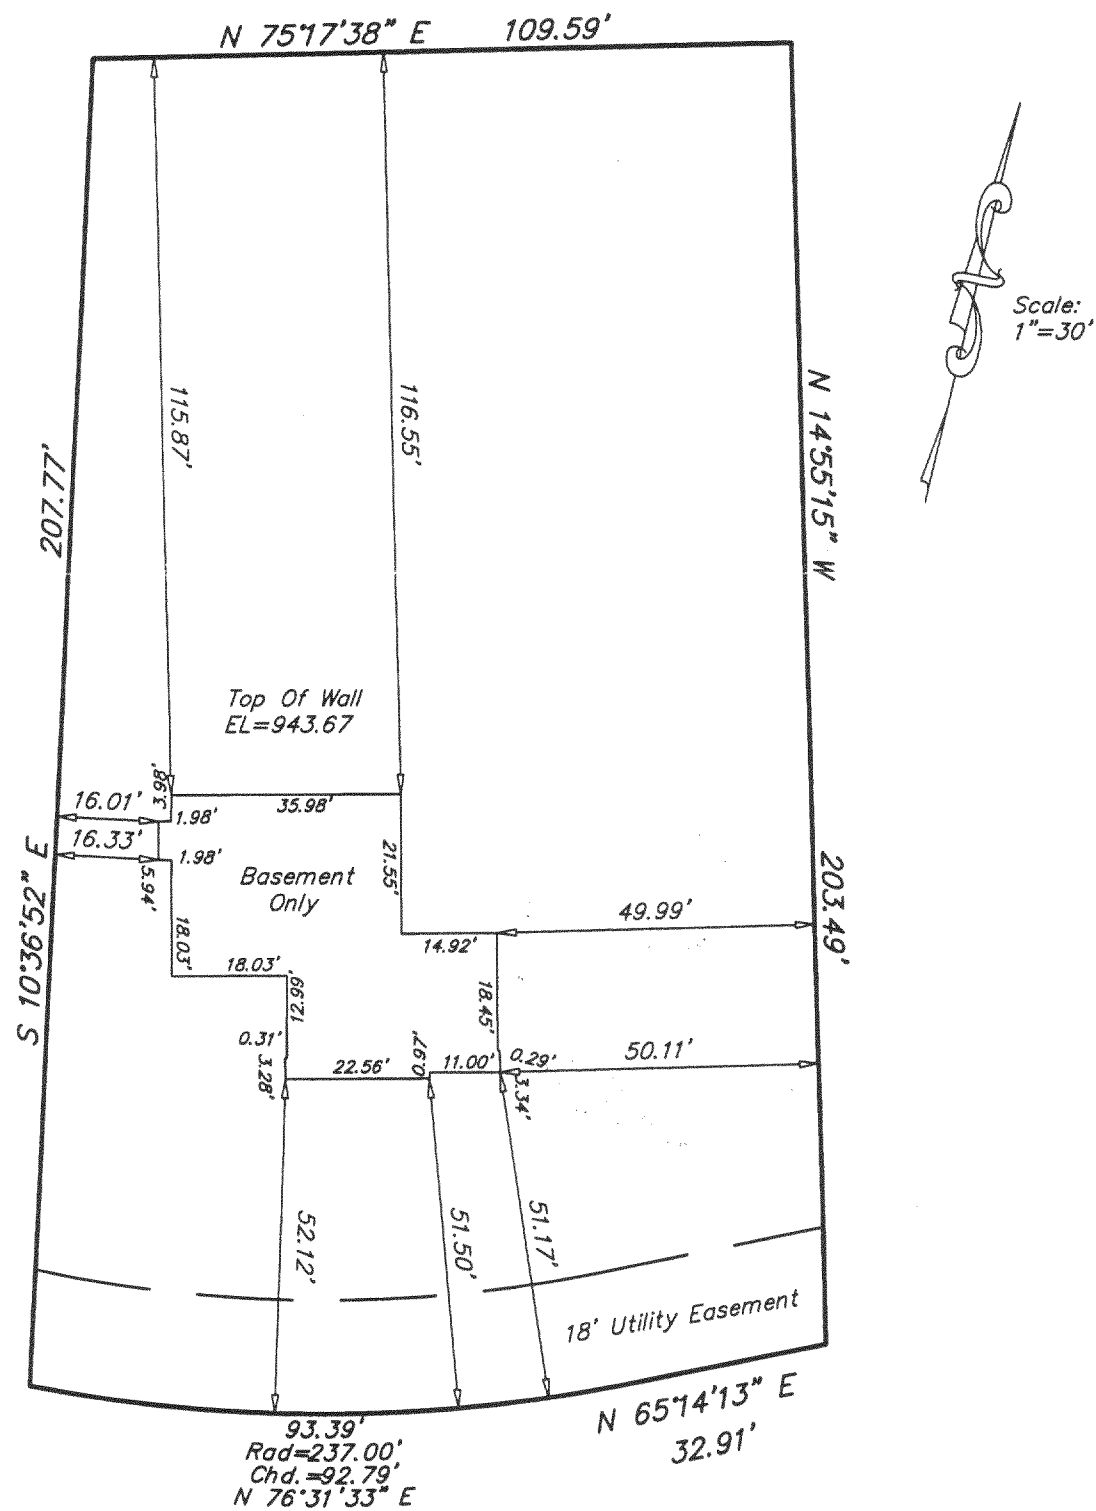 N 75°17'38" E 109.59'
Scale:
1"=30'
115.87'
116.55'
N 14°55'15" W
207.77'
Top Of Wall
EL=943.67
3.98'
16.01'
1.98'
35.98'
16.33'
1.98'
5.94'
21.55'
Basement
Only
S 10°36'52" E
203.49'
49.99'
14.92'
18.03'
18.03'
12.69'
18.45'
0.31'
3.28'
22.56'
0.97'
11.00'
0.29'
3.34'
50.11'
52.12'
51.50'
51.17'
18' Utility Easement
N 65°14'13" E
32.91'
93.39'
Rad=237.00'
Chd.=92.79'
N 76°31'33" E